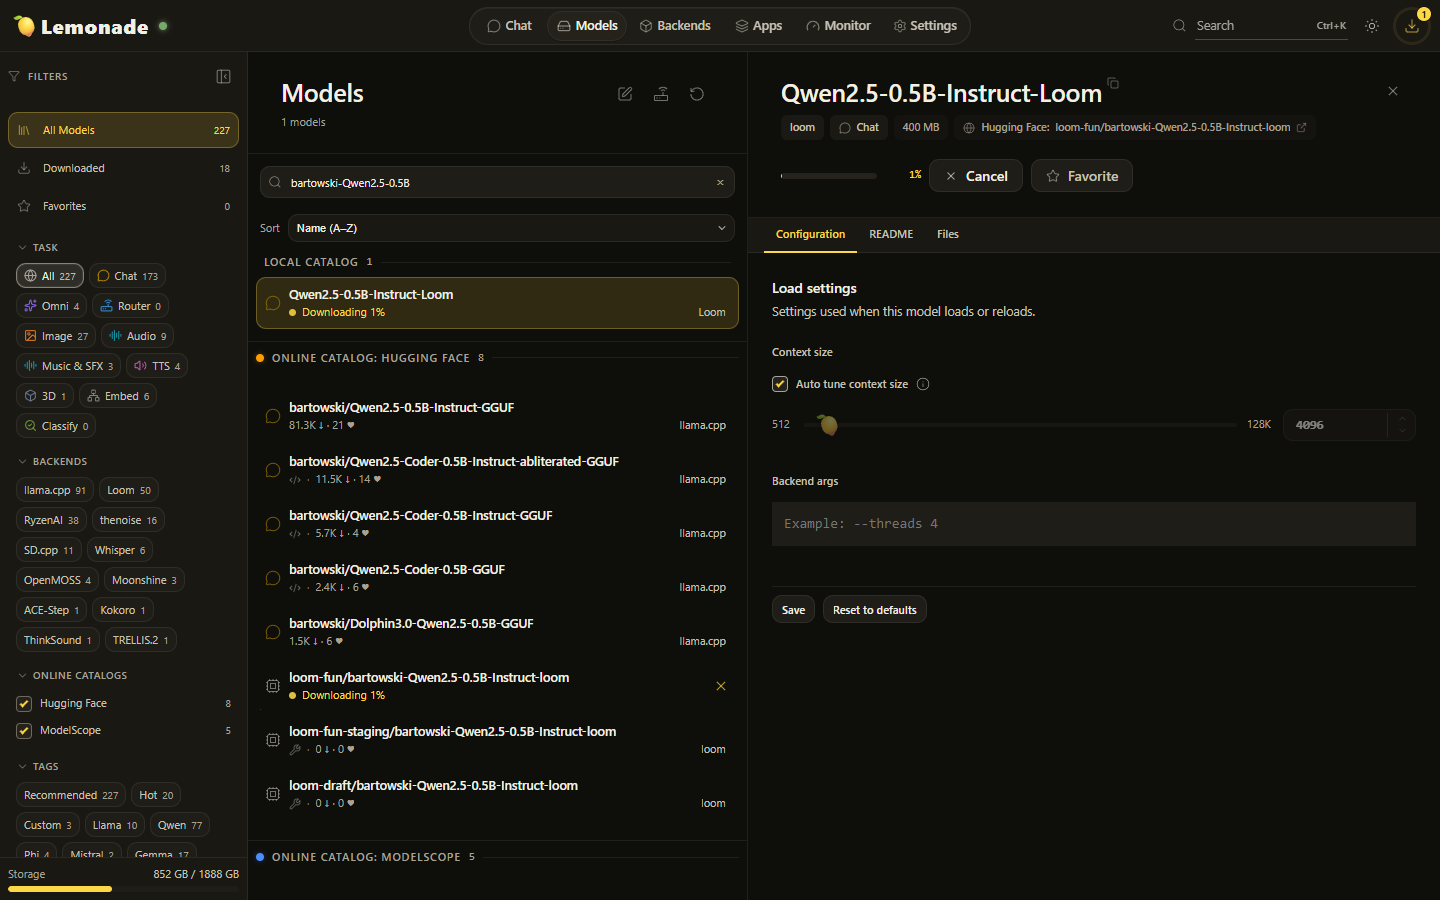 Lemonade
Chat
Models
Backends
Apps
Monitor
Settings
Search
Ctrl+K
1
FILTERS
All Models 227
Downloaded 18
Favorites 0
TASK
All 227
Chat 173
Omni 4
Router 0
Image 27
Audio 9
Music & SFX 3
TTS 4
3D 1
Embed 6
Classify 0
BACKENDS
llama.cpp 91
Loom 50
RyzenAI 38
thenoise 16
SD.cpp 11
Whisper 6
OpenMOSS 4
Moonshine 3
ACE-Step 1
Kokoro 1
ThinkSound 1
TRELLIS.2 1
ONLINE CATALOGS
Hugging Face 8
ModelScope 5
TAGS
Recommended 227
Hot 20
Custom 3
Llama 10
Qwen 77
Phi 4
Mistral 2
Gemma 17
Storage 852 GB / 1888 GB
Models
1 models
bartowski-Qwen2.5-0.5B
Sort
Name (A–Z)
LOCAL CATALOG 1
Qwen2.5-0.5B-Instruct-Loom
Downloading 1%
Loom
ONLINE CATALOG: HUGGING FACE 8
bartowski/Qwen2.5-0.5B-Instruct-GGUF
81.3K ↓ · 21 ♥
llama.cpp
bartowski/Qwen2.5-Coder-0.5B-Instruct-abliterated-GGUF
</> · 11.5K ↓ · 14 ♥
llama.cpp
bartowski/Qwen2.5-Coder-0.5B-Instruct-GGUF
</> · 5.7K ↓ · 4 ♥
llama.cpp
bartowski/Qwen2.5-Coder-0.5B-GGUF
</> · 2.4K ↓ · 6 ♥
llama.cpp
bartowski/Dolphin3.0-Qwen2.5-0.5B-GGUF
1.5K ↓ · 6 ♥
llama.cpp
loom-fun/bartowski-Qwen2.5-0.5B-Instruct-loom
Downloading 1%
loom-fun-staging/bartowski-Qwen2.5-0.5B-Instruct-loom
· 0 ↓ · 0 ♥
loom
loom-draft/bartowski-Qwen2.5-0.5B-Instruct-loom
· 0 ↓ · 0 ♥
loom
ONLINE CATALOG: MODELSCOPE 5
Qwen2.5-0.5B-Instruct-Loom
loom
Chat
400 MB
Hugging Face: loom-fun/bartowski-Qwen2.5-0.5B-Instruct-loom
1%
Cancel
Favorite
Configuration
README
Files
Load settings
Settings used when this model loads or reloads.
Context size
Auto tune context size
512
128K
4096
Backend args
Example: --threads 4
Save
Reset to defaults